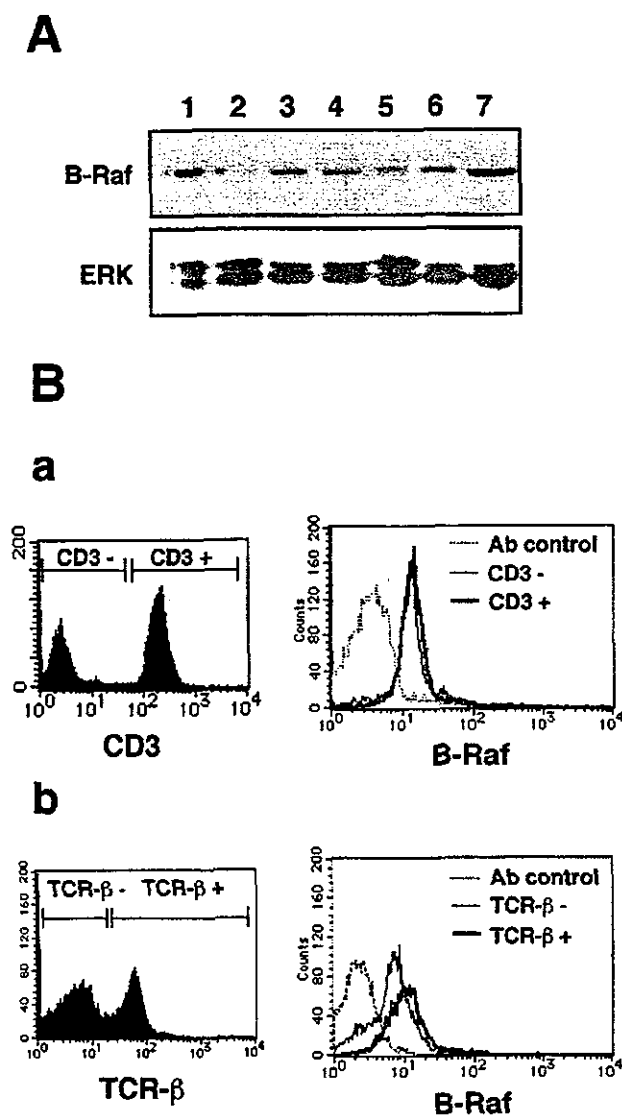 A
1 2 3 4 5 6 7
B-Raf
ERK
B
a
200
CD3 - CD3 +
0
10^0 10^1 10^2 10^3 10^4
CD3
Counts
200
160
120
80
40
0
Ab control
CD3 -
CD3 +
10^0 10^1 10^2 10^3 10^4
B-Raf
b
200
160
120
80
40
0
TCR-β - TCR-β +
10^0 10^1 10^2 10^3 10^4
TCR-β
Counts
200
160
120
80
40
0
Ab control
TCR-β -
TCR-β +
10^0 10^1 10^2 10^3 10^4
B-Raf